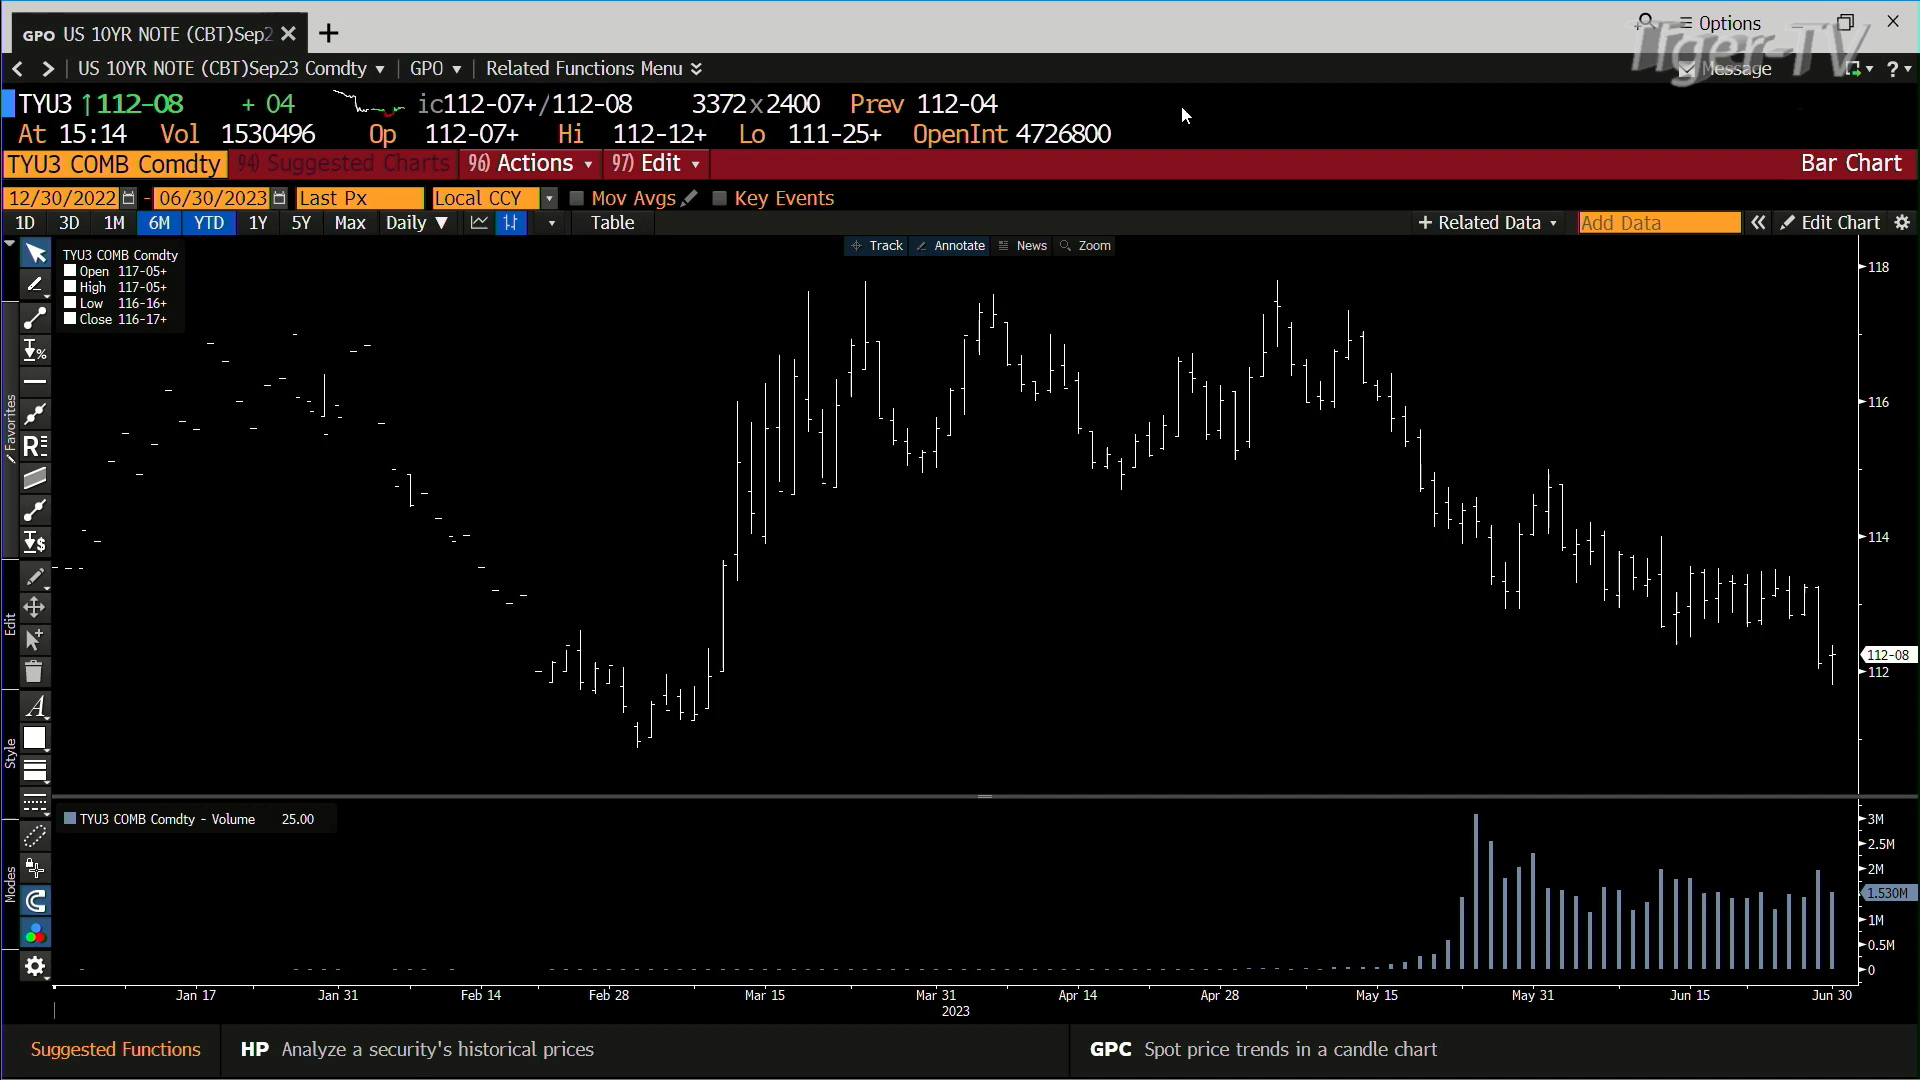 GPO US 10YR NOTE (CBT)Sep2
Options
Tiger-TV
US 10YR NOTE (CBT)Sep23 Comdty GPO Related Functions Menu
Message ?
TYU3 ↑112-08 + 04 ic112-07+/112-08 3372x2400 Prev 112-04
At 15:14 Vol 1530496 Op 112-07+ Hi 112-12+ Lo 111-25+ OpenInt 4726800
TYU3 COMB Comdty 94) Suggested Charts 96) Actions 97) Edit Bar Chart
12/30/2022 - 06/30/2023 Last Px Local CCY Mov Avgs Key Events
1D 3D 1M 6M YTD 1Y 5Y Max Daily ▼ Table + Related Data Add Data « Edit Chart
Track Annotate News Zoom
TYU3 COMB Comdty
Open 117-05+
High 117-05+
Low 116-16+
Close 116-17+
118
116
114
112-08
112
Favorites
Edit
Style
Modes
TYU3 COMB Comdty - Volume 25.00
3M
2.5M
2M
1.530M
1M
0.5M
0
Jan 17 Jan 31 Feb 14 Feb 28 Mar 15 Mar 31 Apr 14 Apr 28 May 15 May 31 Jun 15 Jun 30
2023
Suggested Functions HP Analyze a security's historical prices GPC Spot price trends in a candle chart